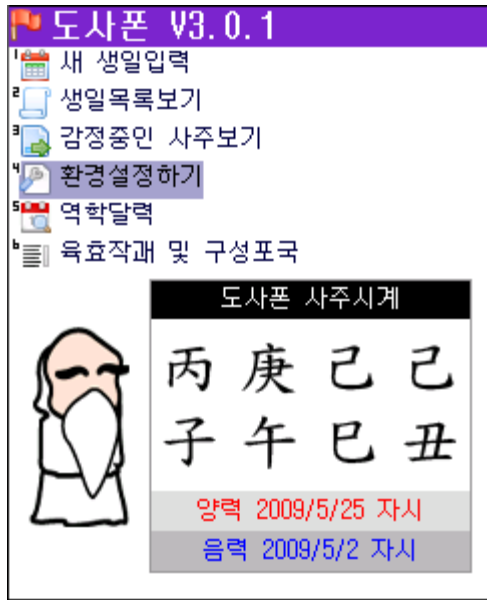 도사폰 V3.0.1
1 새 생일입력
2 생일목록보기
3 감정중인 사주보기
4 환경설정하기
5 역학달력
6 육효작괘 및 구성포국
도사폰 사주시계
丙 庚 己 己
子 午 巳 丑
양력 2009/5/25 자시
음력 2009/5/2 자시